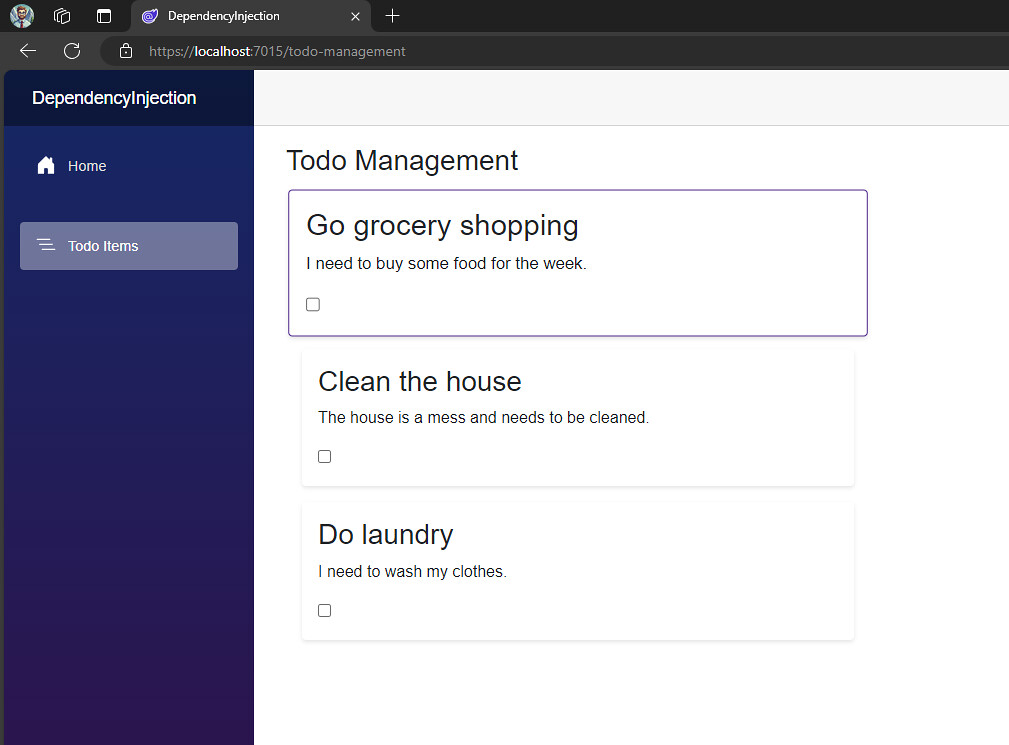 DependencyInjection
https://localhost:7015/todo-management
DependencyInjection
Home
Todo Items
Todo Management
Go grocery shopping
I need to buy some food for the week.
Clean the house
The house is a mess and needs to be cleaned.
Do laundry
I need to wash my clothes.